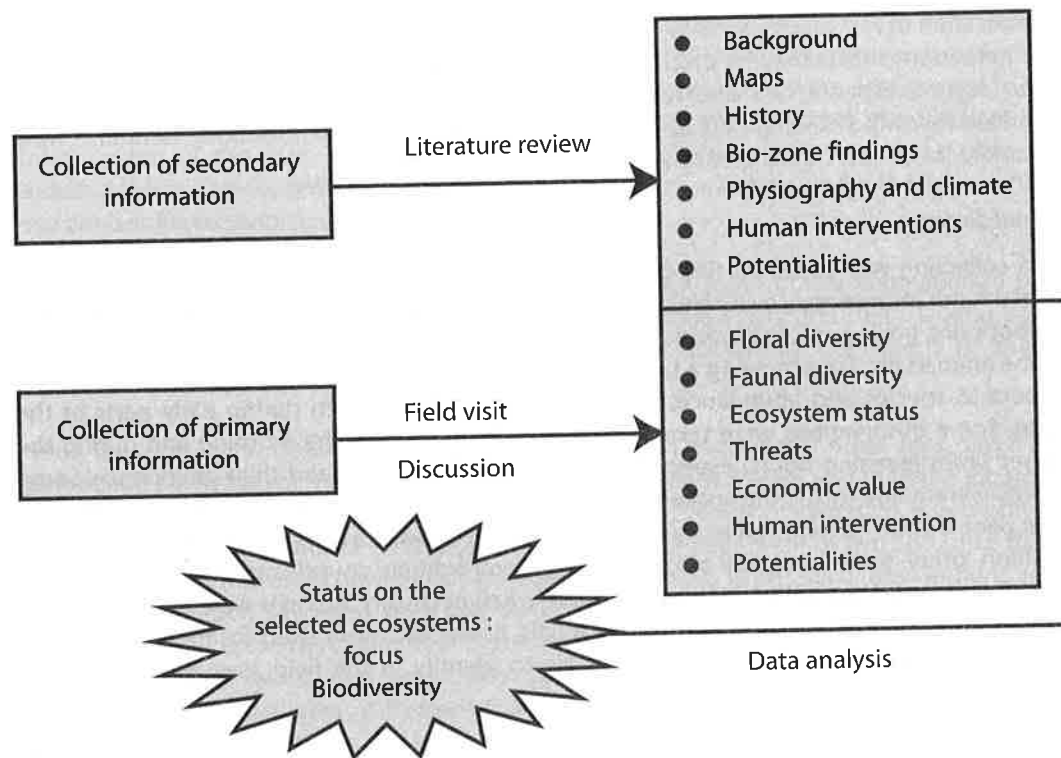 Collection of secondary
information
Literature review
● Background
● Maps
● History
● Bio-zone findings
● Physiography and climate
● Human interventions
● Potentialities
Collection of primary
information
Field visit
Discussion
● Floral diversity
● Faunal diversity
● Ecosystem status
● Threats
● Economic value
● Human intervention
● Potentialities
Status on the
selected ecosystems :
focus
Biodiversity
Data analysis